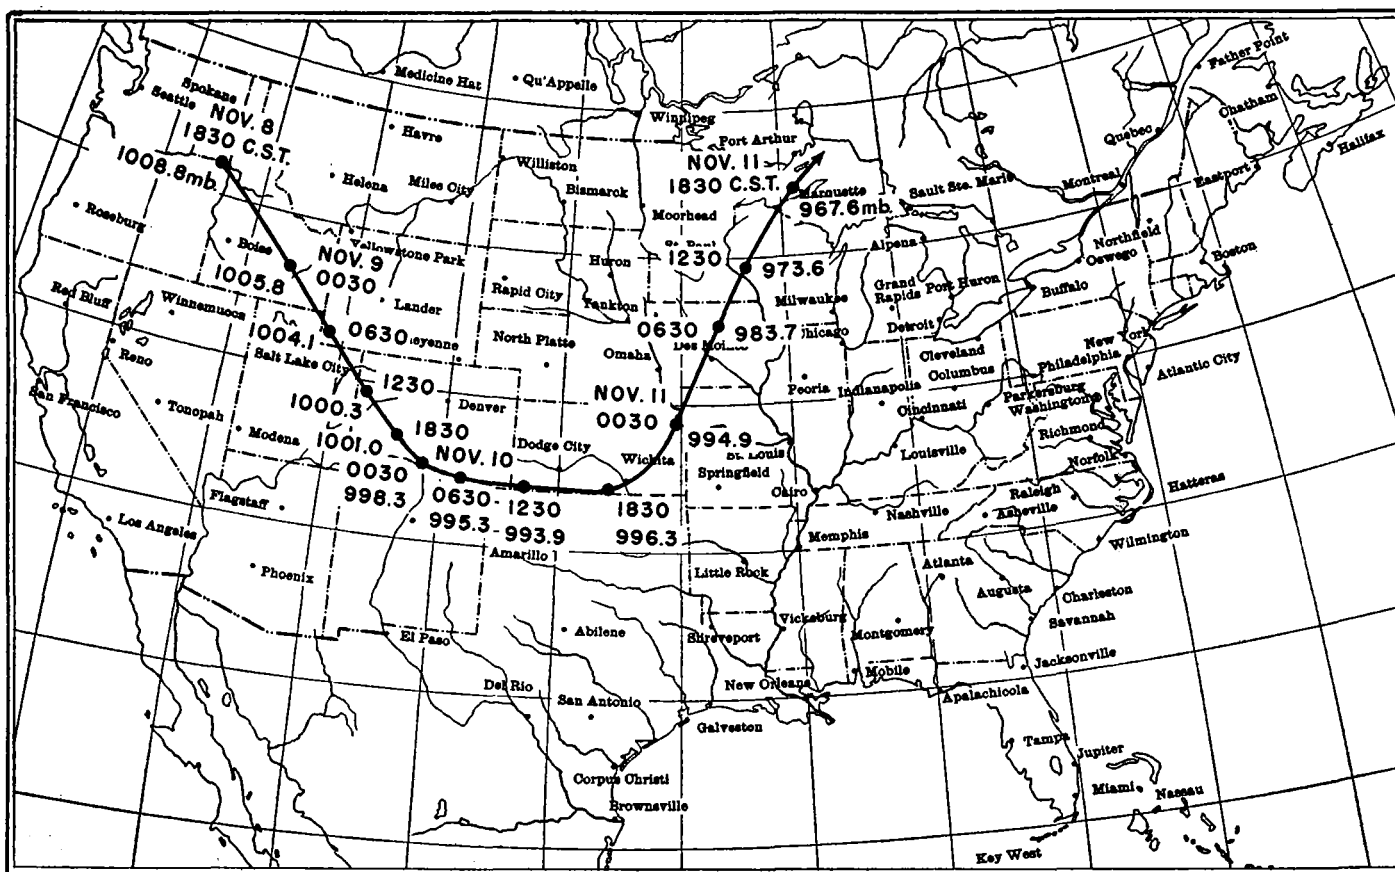 Father Point
Medicine Hat
Qu'Appelle
Spokane
Seattle
Chatham
NOV. 8
Winnipeg
Havre
Quebec
1830 C.S.T.
Port Arthur
Halifax
1008.8mb.
Williston
NOV. 11
Eastport
Helena
Miles City
Bismarck
1830 C.S.T.
Marquette
Sault Ste. Marie
Montreal
Roseburg
Moorhead
967.6mb.
Boise
Yellowstone Park
St. Paul
Alpena
Northfield
NOV. 9
Huron
1230
973.6
Oswego
Boston
1005.8
0030
Rapid City
Grand
Rapids
Port Huron
Buffalo
Red Bluff
Winnemucca
Lander
Yankton
Milwaukee
1004.1
0630
eyenne
North Platte
0630
983.7
Chicago
Detroit
New York
Reno
Salt Lake City
Omaha
Des Moines
Cleveland
Philadelphia
1230
Peoria
Indianapolis
Columbus
Parkersburg
Atlantic City
San Francisco
Tonopah
1000.3
Denver
NOV. 11
Cincinnati
Washington
Modena
1001.0
1830
Dodge City
0030
994.9
Richmond
0030
NOV. 10
Wichita
St. Louis
Louisville
Norfolk
998.3
0630
1230
1830
Springfield
Cairo
Raleigh
Hatteras
Flagstaff
995.3
993.9
996.3
Nashville
Asheville
Los Angeles
Amarillo
Memphis
Wilmington
Phoenix
Little Rock
Atlanta
Augusta
Charleston
El Paso
Abilene
Shreveport
Vicksburg
Montgomery
Savannah
Del Rio
San Antonio
New Orleans
Mobile
Jacksonville
Galveston
Apalachicola
Tampa
Jupiter
Corpus Christi
Miami
Nassau
Brownsville
Key West